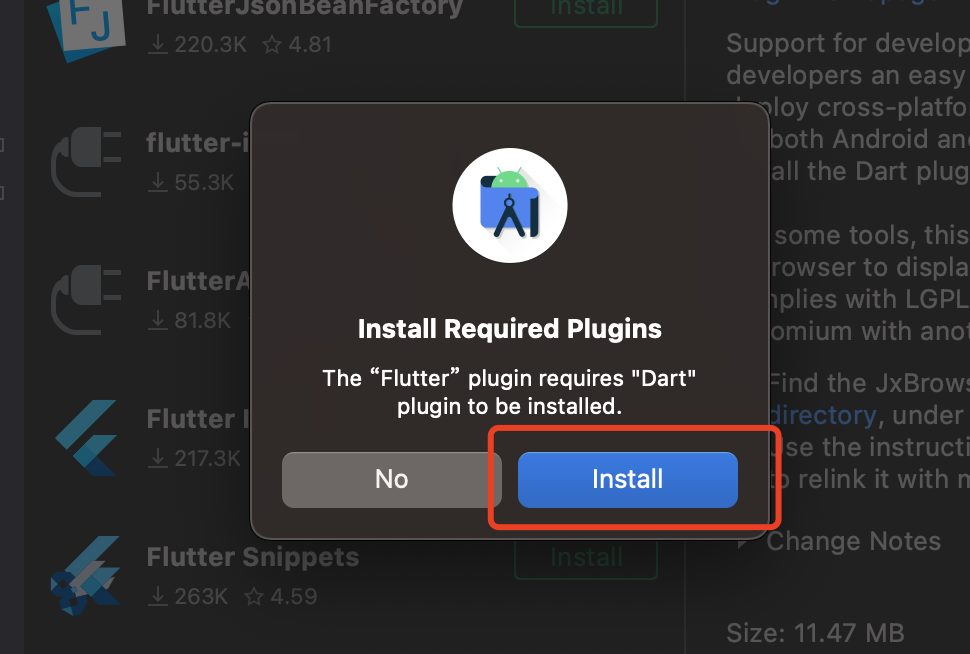 FlutterJsonBeanFactory
Install
220.3K 4.81
flutter-i
55.3K
FlutterA
81.8K
Flutter I
217.3K
Flutter Snippets
Install
263K 4.59
Install Required Plugins
The “Flutter” plugin requires "Dart"
plugin to be installed.
No
Install
Support for develop
developers an easy
deploy cross-platfo
both Android and
all the Dart plug
some tools, this
rowser to displa
mplies with LGPL
omium with anot
Find the JxBrows
directory, under
Use the instructi
to relink it with m
Change Notes
Size: 11.47 MB